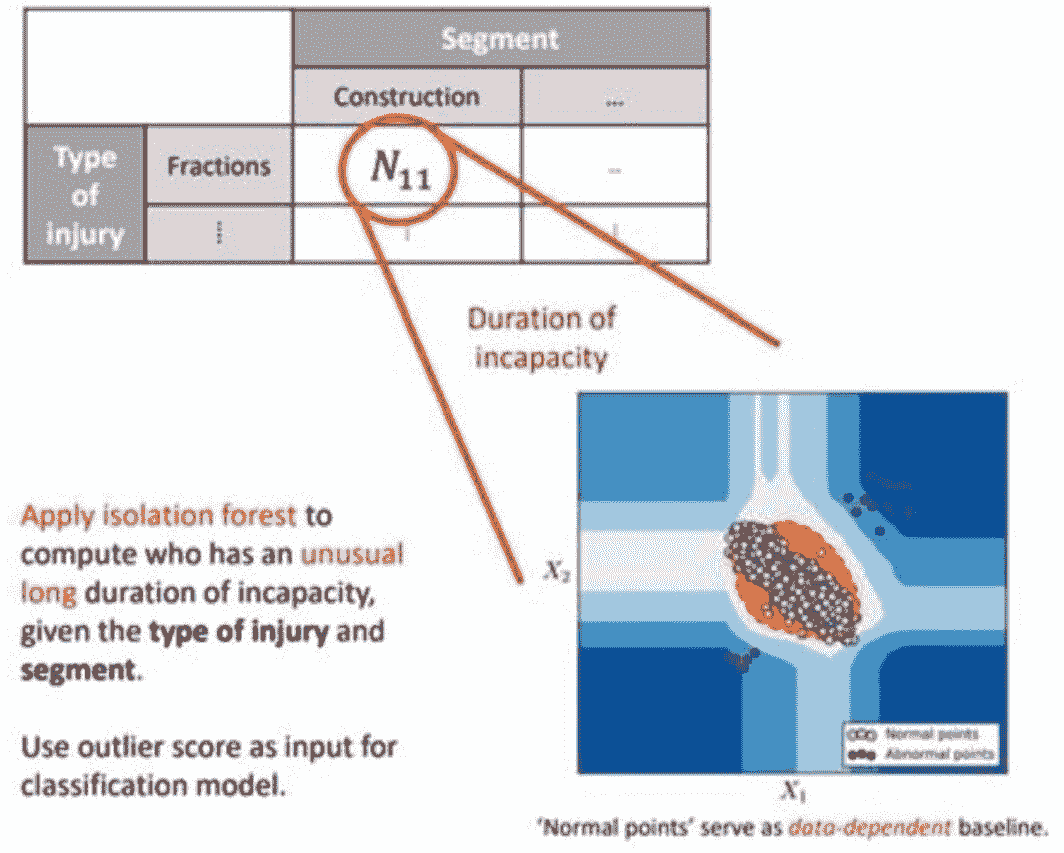 Segment
Construction
...
Type
of
injury
Fractions
N11
...
Duration of
incapacity
Apply isolation forest to
compute who has an unusual
long duration of incapacity,
given the type of injury and
segment.
Use outlier score as input for
classification model.
X2
X1
Normal points
Abnormal points
'Normal points' serve as data-dependent baseline.